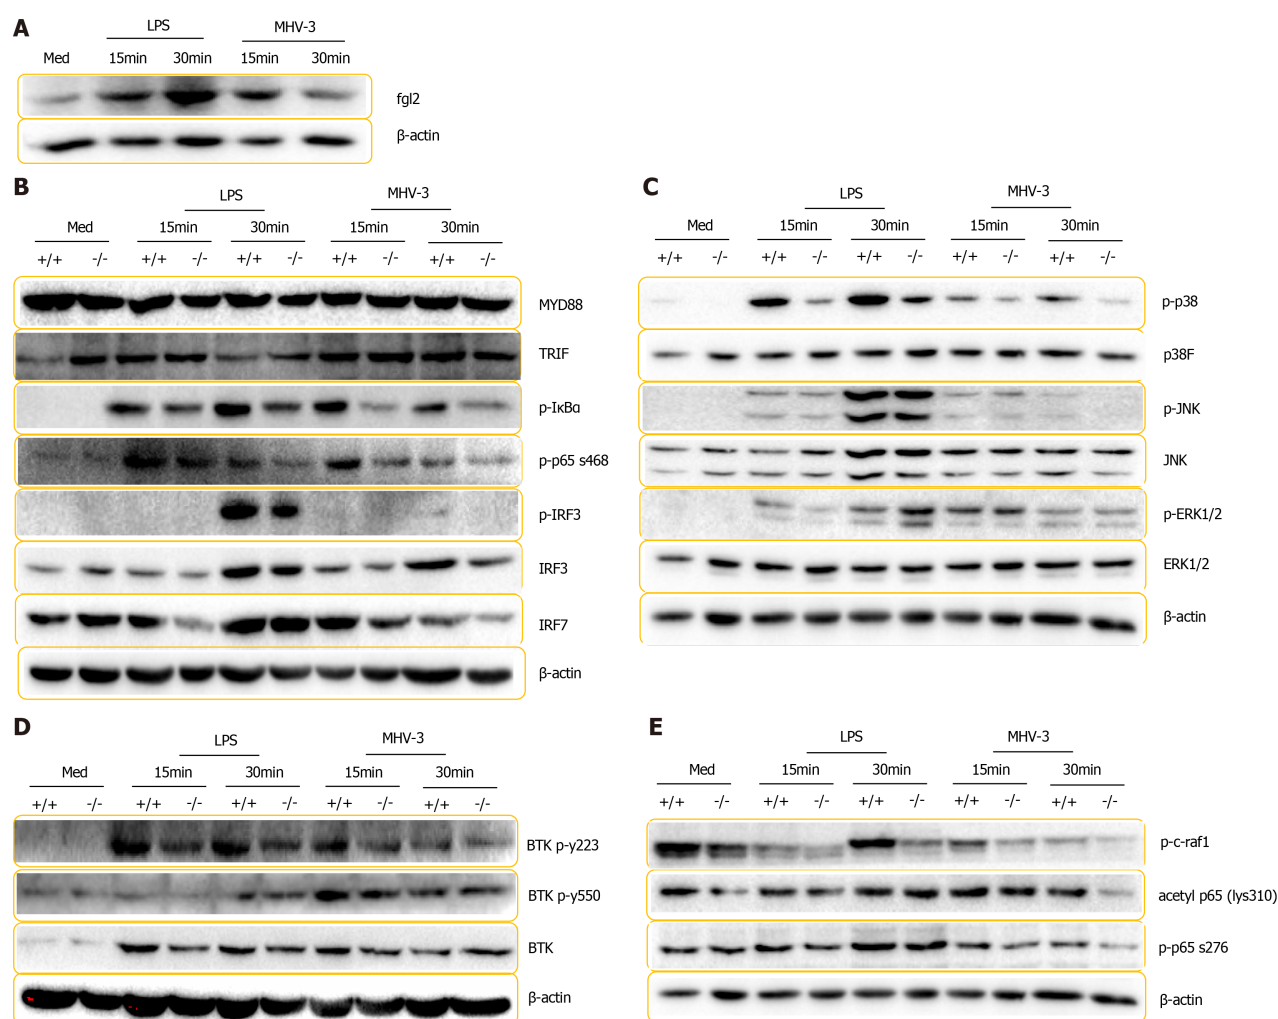 A
LPS
MHV-3
Med
15min
30min
15min
30min
fgl2
β-actin
B
LPS
MHV-3
Med
15min
30min
15min
30min
+/+
-/-
+/+
-/-
+/+
-/-
+/+
-/-
+/+
-/-
MYD88
TRIF
p-IκBα
p-p65 s468
p-IRF3
IRF3
IRF7
β-actin
C
LPS
MHV-3
Med
15min
30min
15min
30min
+/+
-/-
+/+
-/-
+/+
-/-
+/+
-/-
+/+
-/-
p-p38
p38F
p-JNK
JNK
p-ERK1/2
ERK1/2
β-actin
D
LPS
MHV-3
Med
15min
30min
15min
30min
+/+
-/-
+/+
-/-
+/+
-/-
+/+
-/-
+/+
-/-
BTK p-y223
BTK p-y550
BTK
β-actin
E
LPS
MHV-3
Med
15min
30min
15min
30min
+/+
-/-
+/+
-/-
+/+
-/-
+/+
-/-
+/+
-/-
p-c-raf1
acetyl p65 (lys310)
p-p65 s276
β-actin